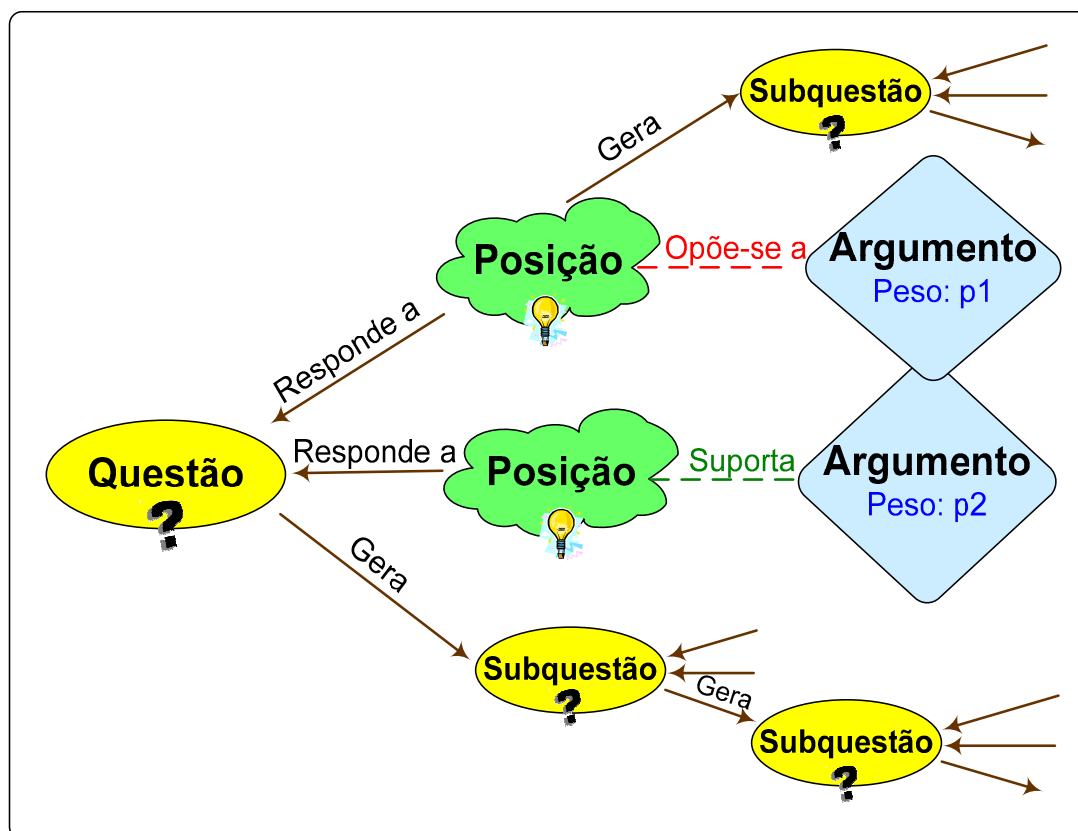 Subquestão
?
Gera
Posição
Opõe-se a
Argumento
Peso: p1
Responde a
Questão
?
Responde a
Posição
Suporta
Argumento
Peso: p2
Gera
Subquestão
?
Gera
Subquestão
?